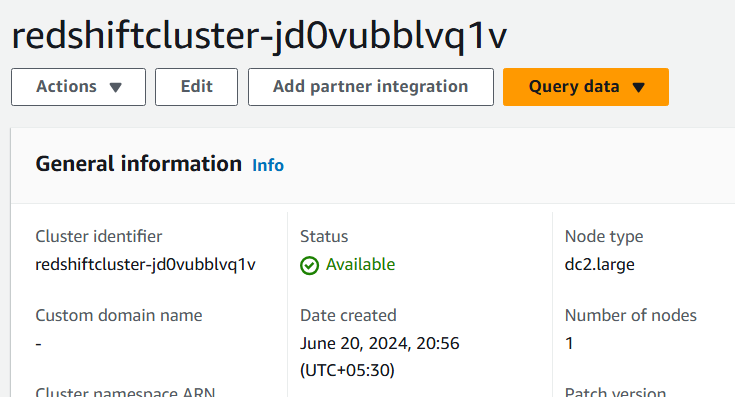 redshiftcluster-jd0vubblvq1v
Actions Edit Add partner integration Query data
General information Info
Cluster identifier
redshiftcluster-jd0vubblvq1v
Custom domain name
-
Cluster namespace ARN
Status
Available
Date created
June 20, 2024, 20:56
(UTC+05:30)
Node type
dc2.large
Number of nodes
1
Patch version